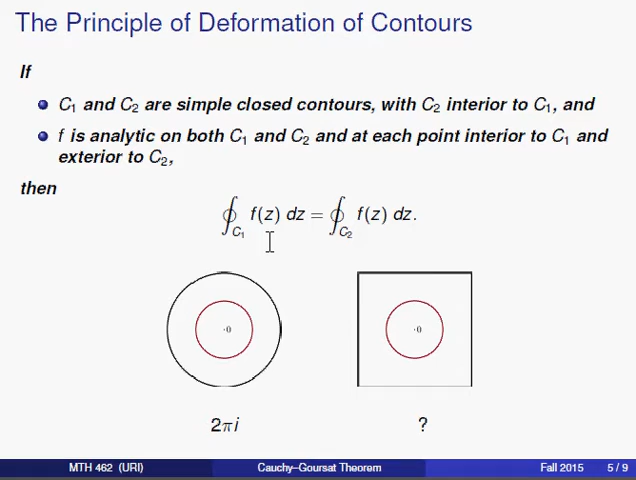 The Principle of Deformation of Contours
If
C₁ and C₂ are simple closed contours, with C₂ interior to C₁, and
f is analytic on both C₁ and C₂ and at each point interior to C₁ and
exterior to C₂,
then
∮C₁ f(z) dz = ∮C₂ f(z) dz.
·0 ·0
2πi ?
MTH 462 (URI) Cauchy–Goursat Theorem Fall 2015 5 / 9